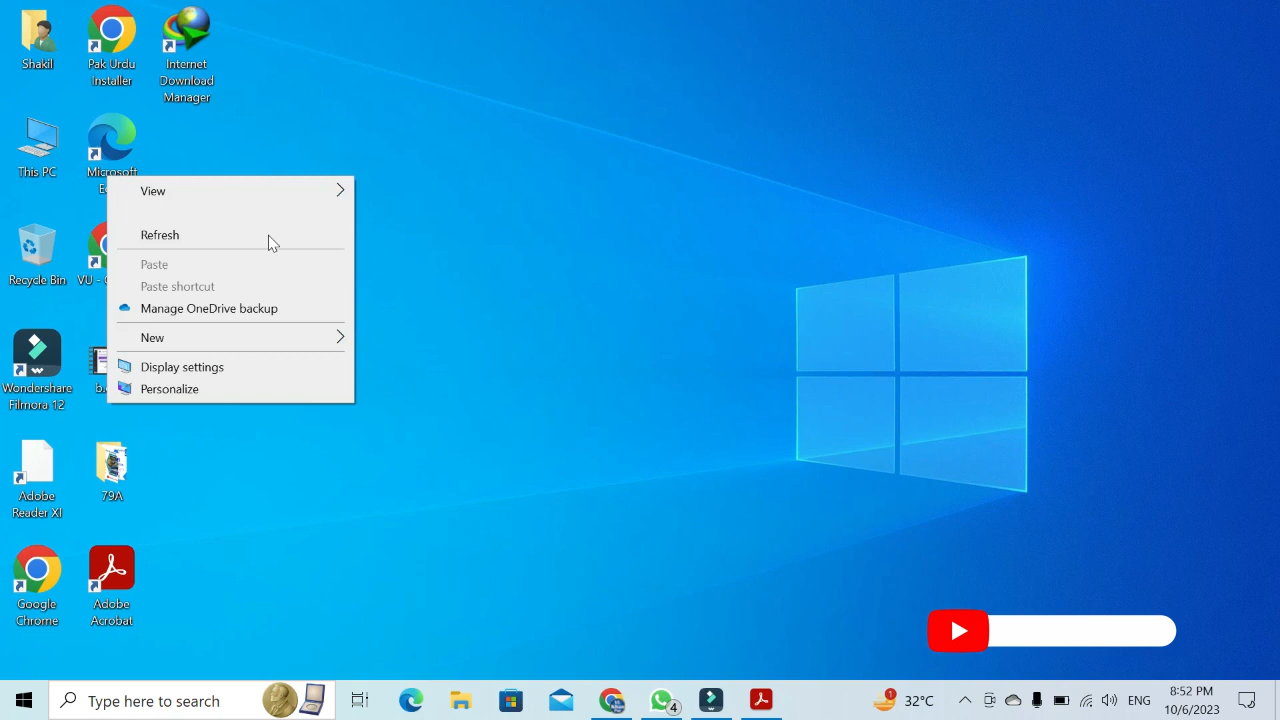 Shakil
Pak Urdu
Installer
Internet
Download
Manager
This PC
Microsoft
View
Refresh
Recycle Bin
VU -
Paste
Paste shortcut
Manage OneDrive backup
New
Display settings
Personalize
Wondershare
Filmora 12
Adobe
Reader XI
79A
Google
Chrome
Adobe
Acrobat
Type here to search
4
1
32°C
ENG
8:52 PM
10/6/2023